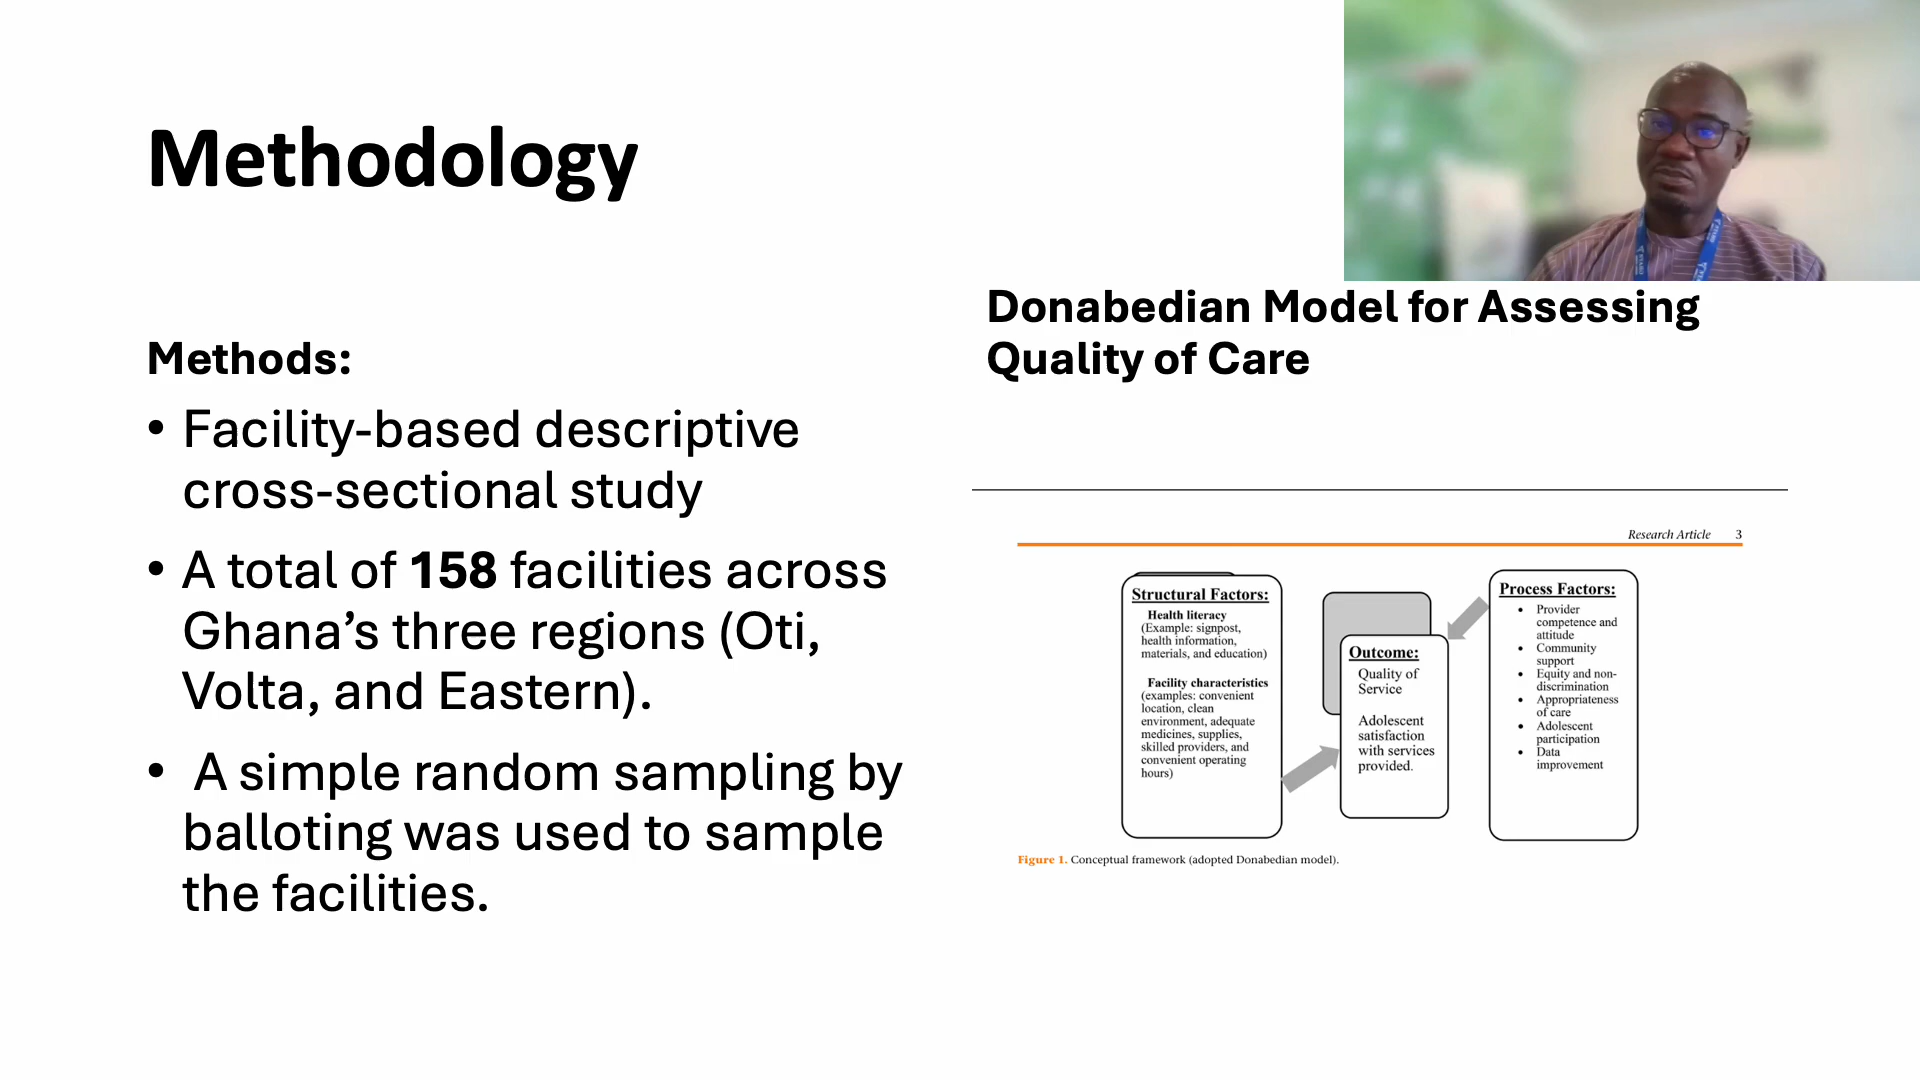 Methodology
Methods:
• Facility-based descriptive
cross-sectional study
• A total of 158 facilities across
Ghana’s three regions (Oti,
Volta, and Eastern).
• A simple random sampling by
balloting was used to sample
the facilities.
Donabedian Model for Assessing
Quality of Care
Research Article 3
Structural Factors:
Health literacy
(Example: signpost,
health information,
materials, and education)
Facility characteristics
(examples: convenient
location, clean
environment, adequate
medicines, supplies,
skilled providers, and
convenient operating
hours)
Outcome:
Quality of
Service
Adolescent
satisfaction
with services
provided.
Process Factors:
• Provider
competence and
attitude
• Community
support
• Equity and non-
discrimination
• Appropriateness
of care
• Adolescent
participation
• Data
improvement
Figure 1. Conceptual framework (adopted Donabedian model).